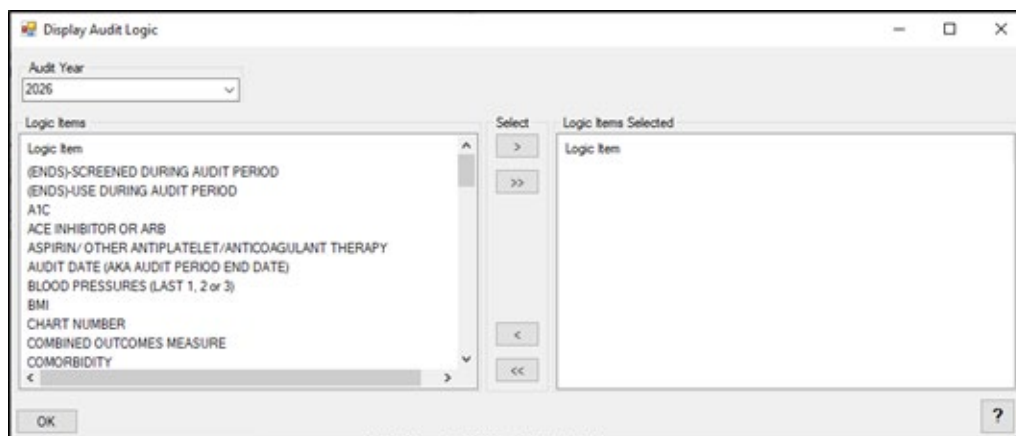 Display Audit Logic
Audit Year
2026
Logic Items
Logic Item
(ENDS)-SCREENED DURING AUDIT PERIOD
(ENDS)-USE DURING AUDIT PERIOD
A1C
ACE INHIBITOR OR ARB
ASPIRIN/ OTHER ANTIPLATELET/ANTICOAGULANT THERAPY
AUDIT DATE (AKA AUDIT PERIOD END DATE)
BLOOD PRESSURES (LAST 1, 2 or 3)
BMI
CHART NUMBER
COMBINED OUTCOMES MEASURE
COMORBIDITY
Select
>
>>
<
<<
Logic Items Selected
Logic Item
OK
?